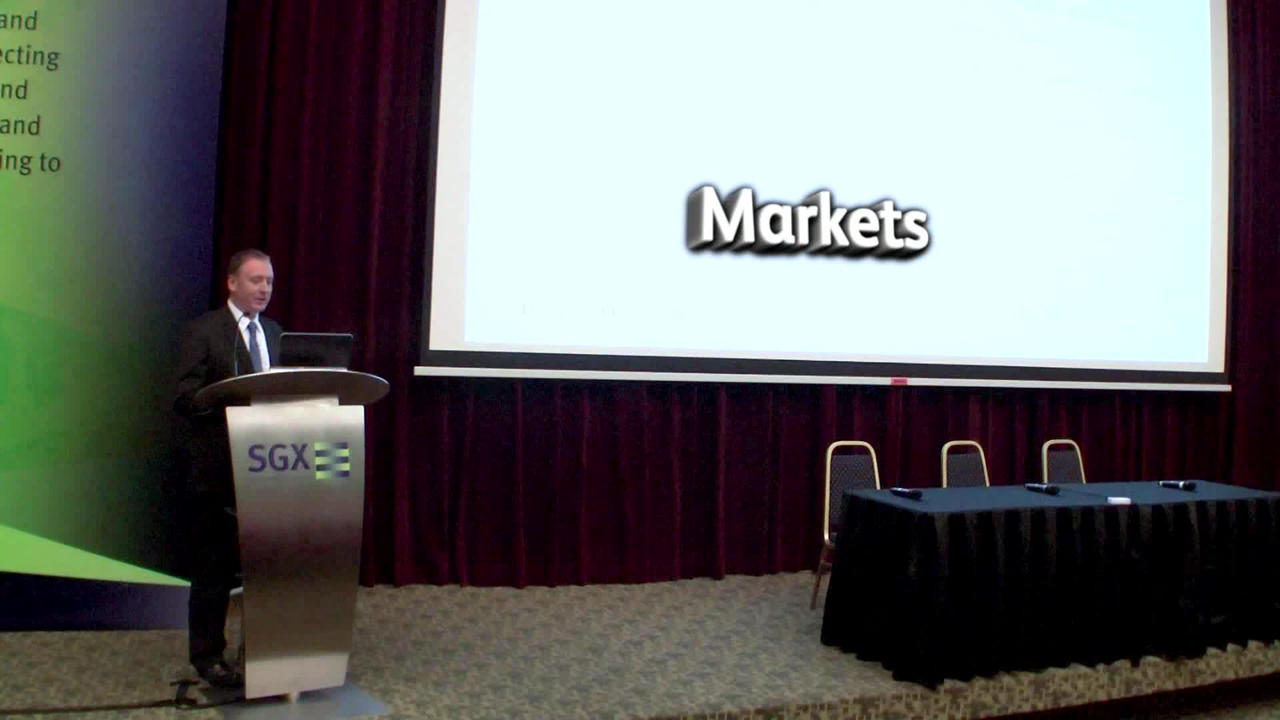 and
ecting
nd
and
ing to
Markets
SGX